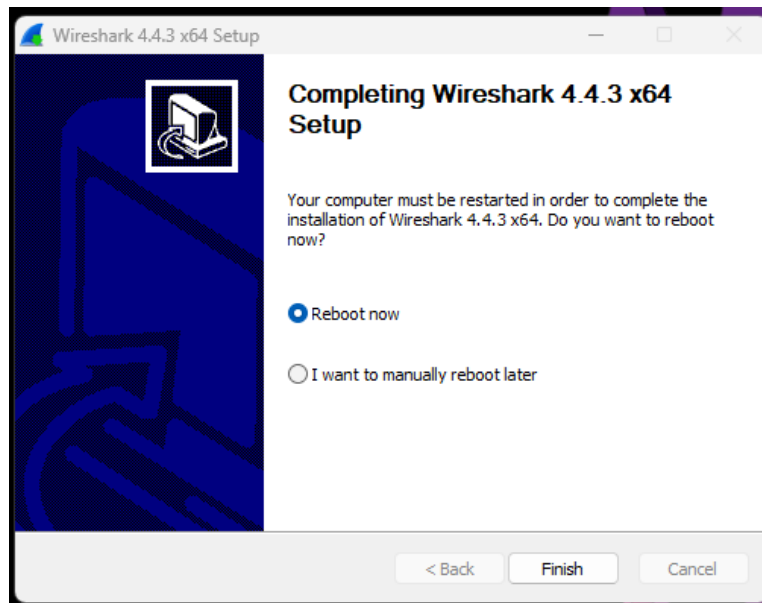 Wireshark 4.4.3 x64 Setup
Completing Wireshark 4.4.3 x64
Setup
Your computer must be restarted in order to complete the
installation of Wireshark 4.4.3 x64. Do you want to reboot
now?
Reboot now
I want to manually reboot later
< Back
Finish
Cancel